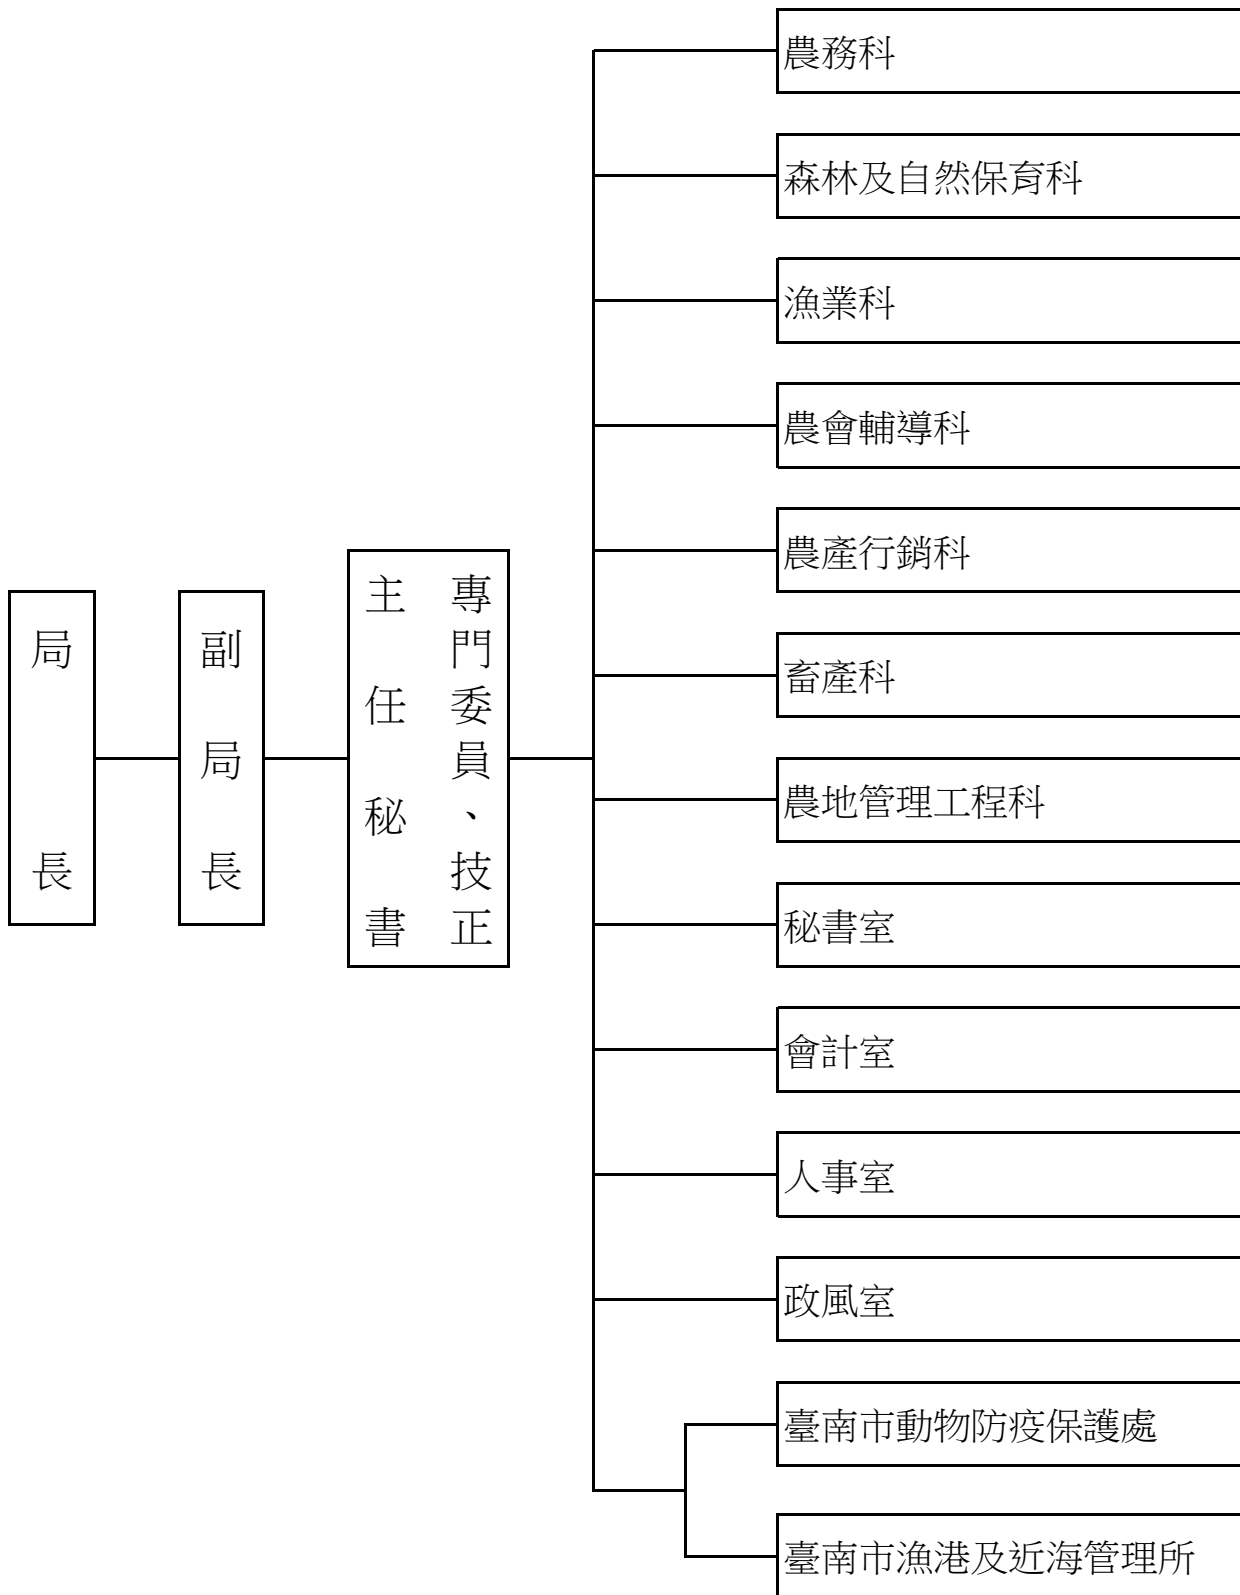 局長
副局長
主任秘書
專門委員、技正
農務科
森林及自然保育科
漁業科
農會輔導科
農產行銷科
畜產科
農地管理工程科
秘書室
會計室
人事室
政風室
臺南市動物防疫保護處
臺南市漁港及近海管理所